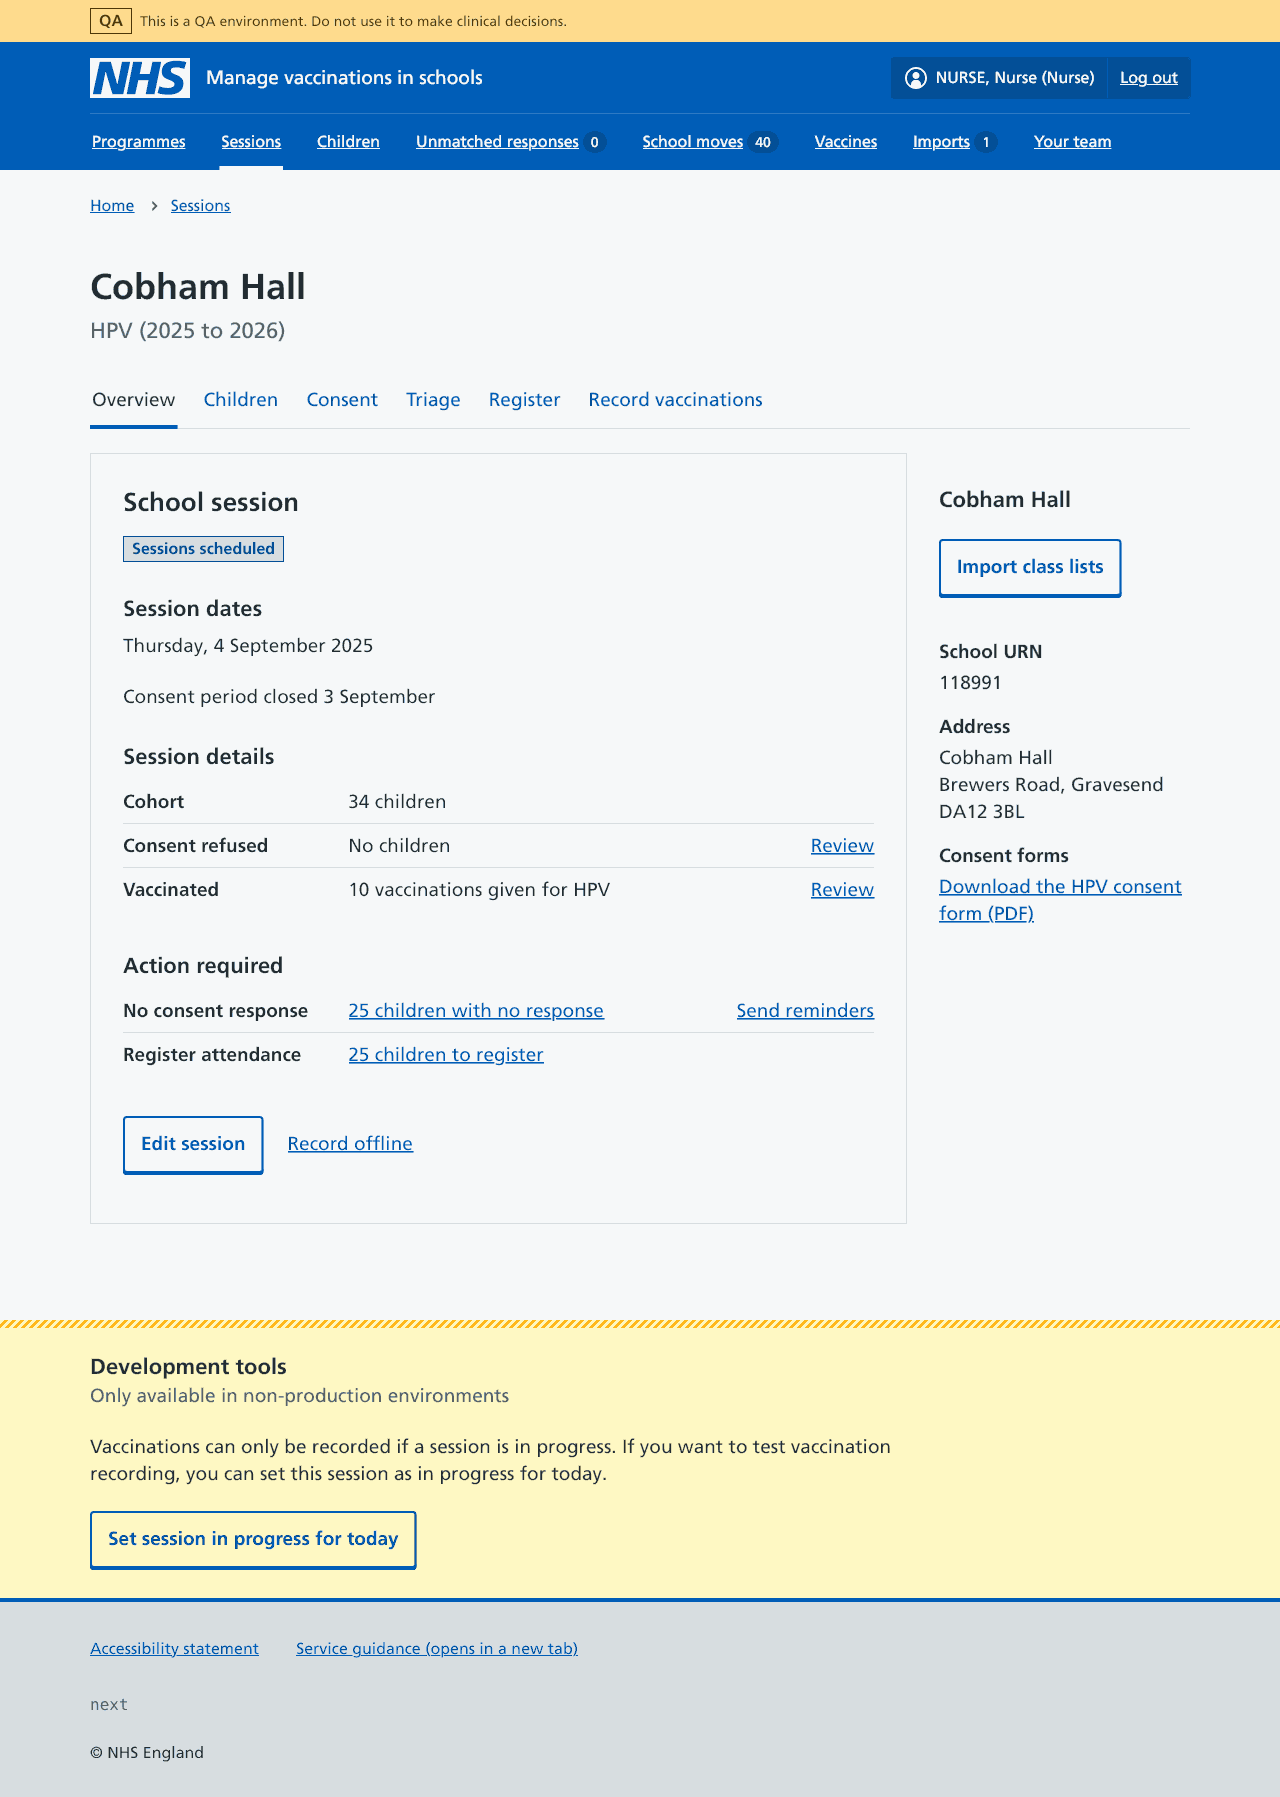 QA This is a QA environment. Do not use it to make clinical decisions.
NHS Manage vaccinations in schools NURSE, Nurse (Nurse) Log out
Programmes Sessions Children Unmatched responses 0 School moves 40 Vaccines Imports 1 Your team
Home › Sessions
Cobham Hall
HPV (2025 to 2026)
Overview Children Consent Triage Register Record vaccinations
School session
Sessions scheduled
Session dates
Thursday, 4 September 2025
Consent period closed 3 September
Session details
Cohort 34 children
Consent refused No children Review
Vaccinated 10 vaccinations given for HPV Review
Action required
No consent response 25 children with no response Send reminders
Register attendance 25 children to register
Edit session Record offline
Cobham Hall
Import class lists
School URN
118991
Address
Cobham Hall
Brewers Road, Gravesend
DA12 3BL
Consent forms
Download the HPV consent
form (PDF)
Development tools
Only available in non-production environments
Vaccinations can only be recorded if a session is in progress. If you want to test vaccination
recording, you can set this session as in progress for today.
Set session in progress for today
Accessibility statement Service guidance (opens in a new tab)
next
© NHS England